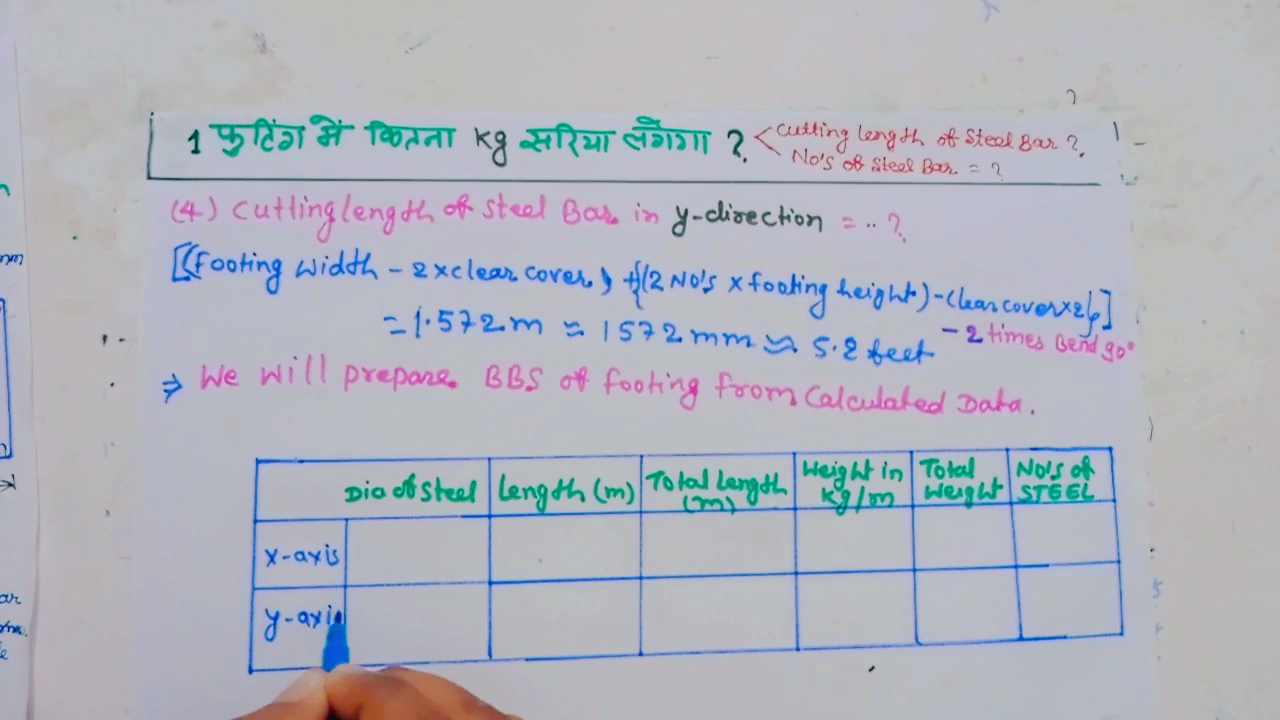 1 फुटिंग में कितना kg सरिया लगेगा ? < Cutting length of Steel Bar ?
No's of Steel Bar = ?
(4) Cutting length of Steel Bar in y-direction = .. ?
[(footing width - 2 x clear cover) + {(2 No's x footing height) - (clear cover x 2}]
= 1.572 m ≈ 1572 mm ≈ 5.2 feet - 2 times Bend 90°
⇒ We will prepare BBS of footing from Calculated Data.
Dia of Steel Length (m) Total Length (m) Weight in kg/m Total Weight No's of STEEL
x-axis
y-axi
mm
ar